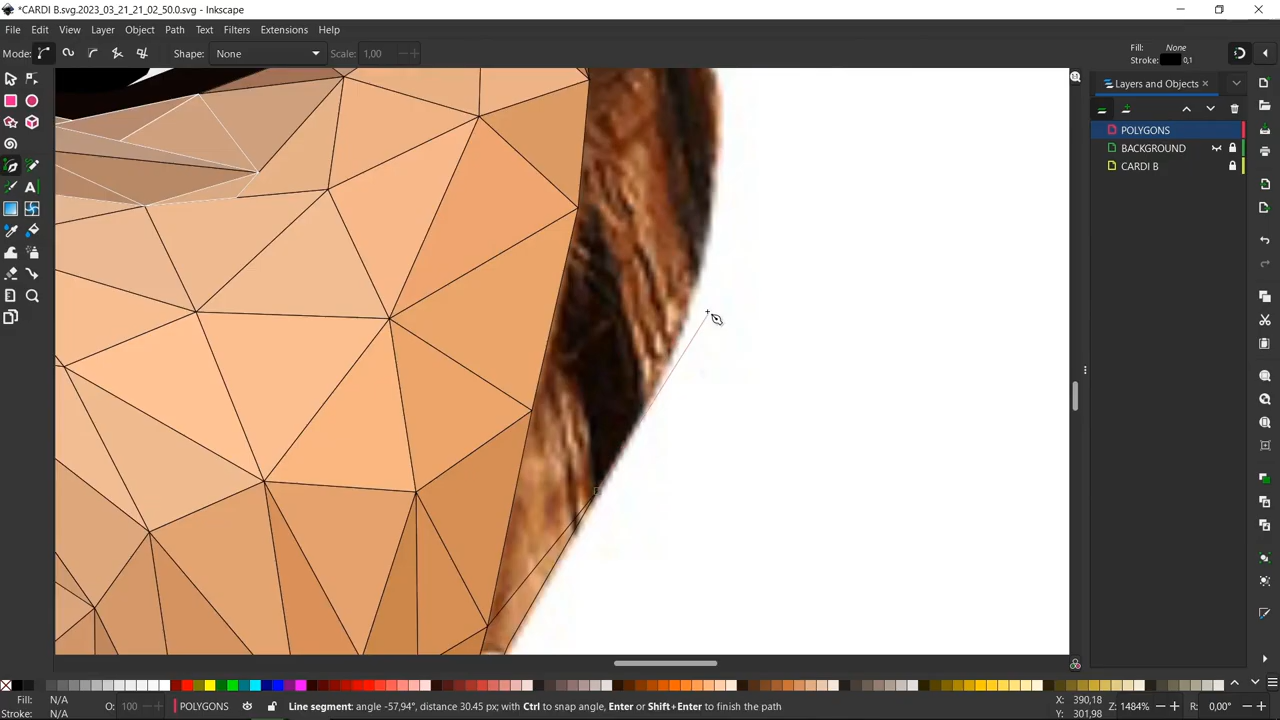 *CARDI B.svg.2023_03_21_21_02_50.0.svg - Inkscape
File Edit View Layer Object Path Text Filters Extensions Help
Mode: Shape: None Scale: 1,00 Fill: None
Stroke: 0,1
Layers and Objects
POLYGONS
BACKGROUND
CARDI B
Fill: N/A
Stroke: N/A
O: 100
POLYGONS
Line segment: angle -57,94°, distance 30.45 px; with Ctrl to snap angle, Enter or Shift+Enter to finish the path
X: 390,18
Y: 301,98
Z: 1484%
R: 0,00°